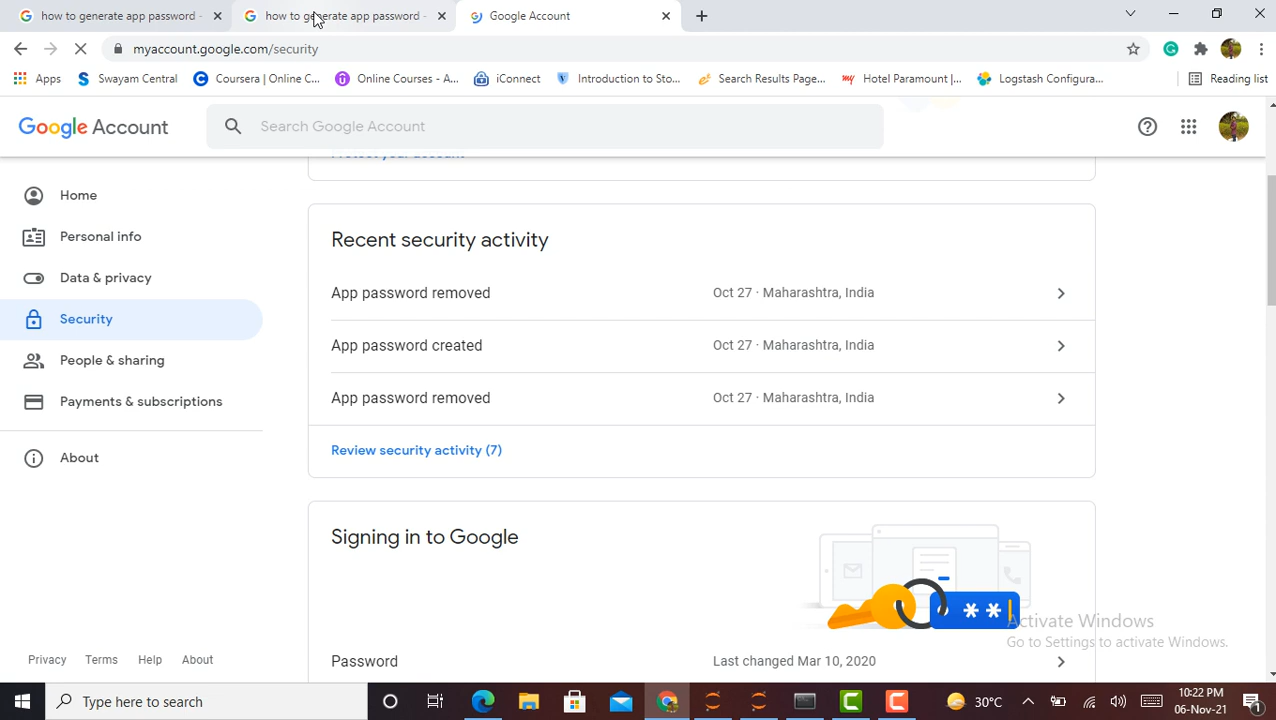 how to generate app password -
how to generate app password -
Google Account
myaccount.google.com/security
Apps
Swayam Central
Coursera | Online C...
Online Courses - A...
iConnect
Introduction to Sto...
Search Results Page...
Hotel Paramount |...
Logstash Configura...
Reading list
Google Account
Search Google Account
Protect your account
Home
Personal info
Data & privacy
Security
People & sharing
Payments & subscriptions
About
Recent security activity
App password removed
Oct 27 · Maharashtra, India
App password created
Oct 27 · Maharashtra, India
App password removed
Oct 27 · Maharashtra, India
Review security activity (7)
Signing in to Google
* *
Password
Last changed Mar 10, 2020
Activate Windows
Go to Settings to activate Windows.
Privacy
Terms
Help
About
Type here to search
30°C
10:22 PM
06-Nov-21
1